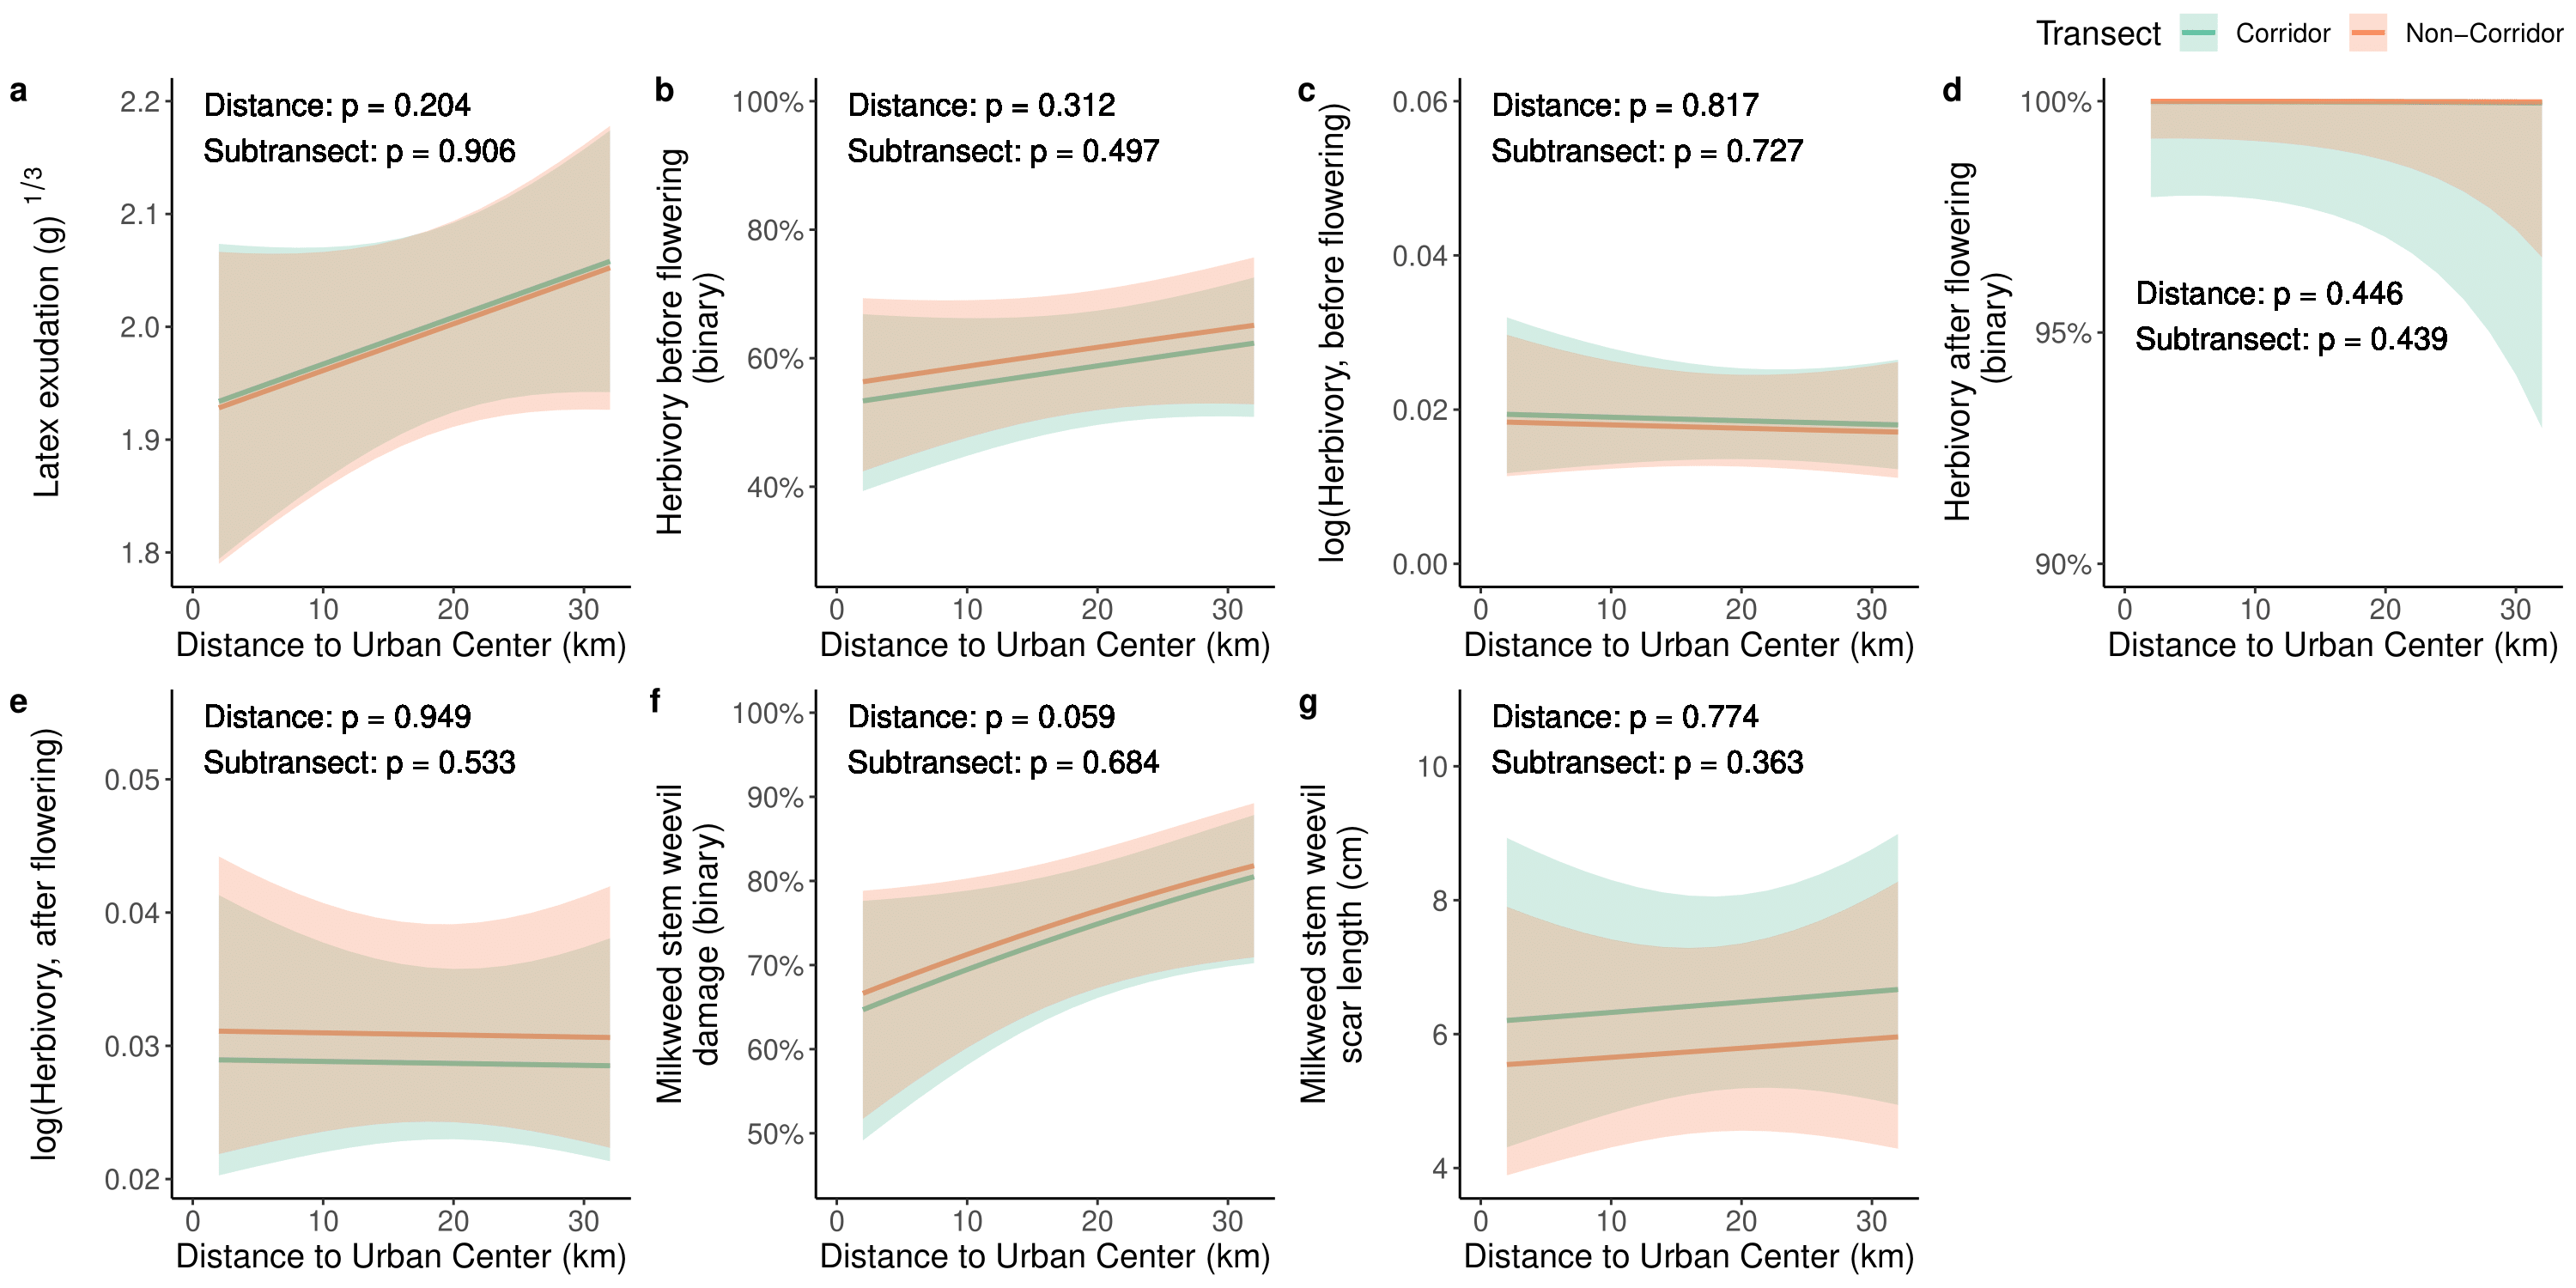 Transect Corridor Non−Corridor
a
Distance: p = 0.204
Subtransect: p = 0.906
Latex exudation (g) 1/3
2.2
2.1
2.0
1.9
1.8
0 10 20 30
Distance to Urban Center (km)
b
Distance: p = 0.312
Subtransect: p = 0.497
Herbivory before flowering
(binary)
100%
80%
60%
40%
0 10 20 30
Distance to Urban Center (km)
c
Distance: p = 0.817
Subtransect: p = 0.727
log(Herbivory, before flowering)
0.06
0.04
0.02
0.00
0 10 20 30
Distance to Urban Center (km)
d
Distance: p = 0.446
Subtransect: p = 0.439
Herbivory after flowering
(binary)
100%
95%
90%
0 10 20 30
Distance to Urban Center (km)
e
Distance: p = 0.949
Subtransect: p = 0.533
log(Herbivory, after flowering)
0.05
0.04
0.03
0.02
0 10 20 30
Distance to Urban Center (km)
f
Distance: p = 0.059
Subtransect: p = 0.684
Milkweed stem weevil
damage (binary)
100%
90%
80%
70%
60%
50%
0 10 20 30
Distance to Urban Center (km)
g
Distance: p = 0.774
Subtransect: p = 0.363
Milkweed stem weevil
scar length (cm)
10
8
6
4
0 10 20 30
Distance to Urban Center (km)